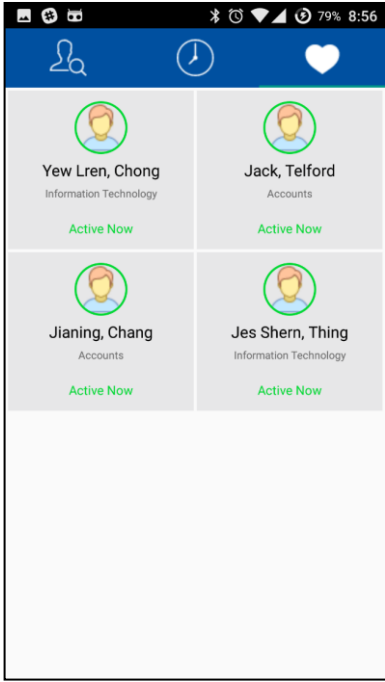 79% 8:56
Yew Lren, Chong
Information Technology
Active Now
Jack, Telford
Accounts
Active Now
Jianing, Chang
Accounts
Active Now
Jes Shern, Thing
Information Technology
Active Now